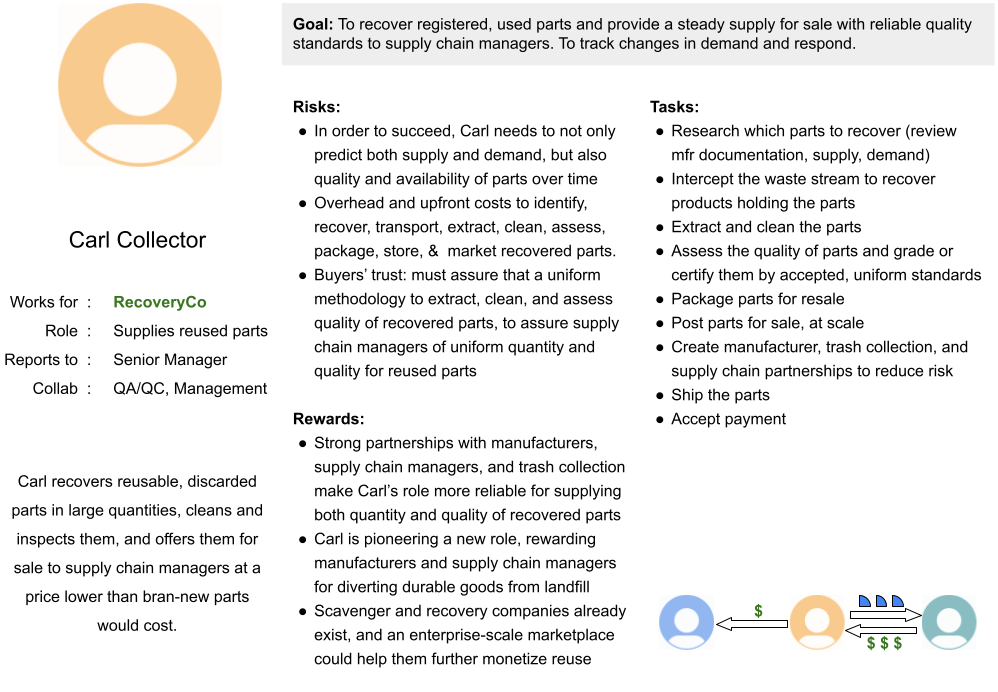 Goal: To recover registered, used parts and provide a steady supply for sale with reliable quality
standards to supply chain managers. To track changes in demand and respond.
Carl Collector
Works for : RecoveryCo
Role : Supplies reused parts
Reports to : Senior Manager
Collab : QA/QC, Management
Carl recovers reusable, discarded
parts in large quantities, cleans and
inspects them, and offers them for
sale to supply chain managers at a
price lower than bran-new parts
would cost.
Risks:
● In order to succeed, Carl needs to not only
predict both supply and demand, but also
quality and availability of parts over time
● Overhead and upfront costs to identify,
recover, transport, extract, clean, assess,
package, store, & market recovered parts.
● Buyers’ trust: must assure that a uniform
methodology to extract, clean, and assess
quality of recovered parts, to assure supply
chain managers of uniform quantity and
quality for reused parts
Rewards:
● Strong partnerships with manufacturers,
supply chain managers, and trash collection
make Carl’s role more reliable for supplying
both quantity and quality of recovered parts
● Carl is pioneering a new role, rewarding
manufacturers and supply chain managers
for diverting durable goods from landfill
● Scavenger and recovery companies already
exist, and an enterprise-scale marketplace
could help them further monetize reuse
Tasks:
● Research which parts to recover (review
mfr documentation, supply, demand)
● Intercept the waste stream to recover
products holding the parts
● Extract and clean the parts
● Assess the quality of parts and grade or
certify them by accepted, uniform standards
● Package parts for resale
● Post parts for sale, at scale
● Create manufacturer, trash collection, and
supply chain partnerships to reduce risk
● Ship the parts
● Accept payment
$
$ $ $